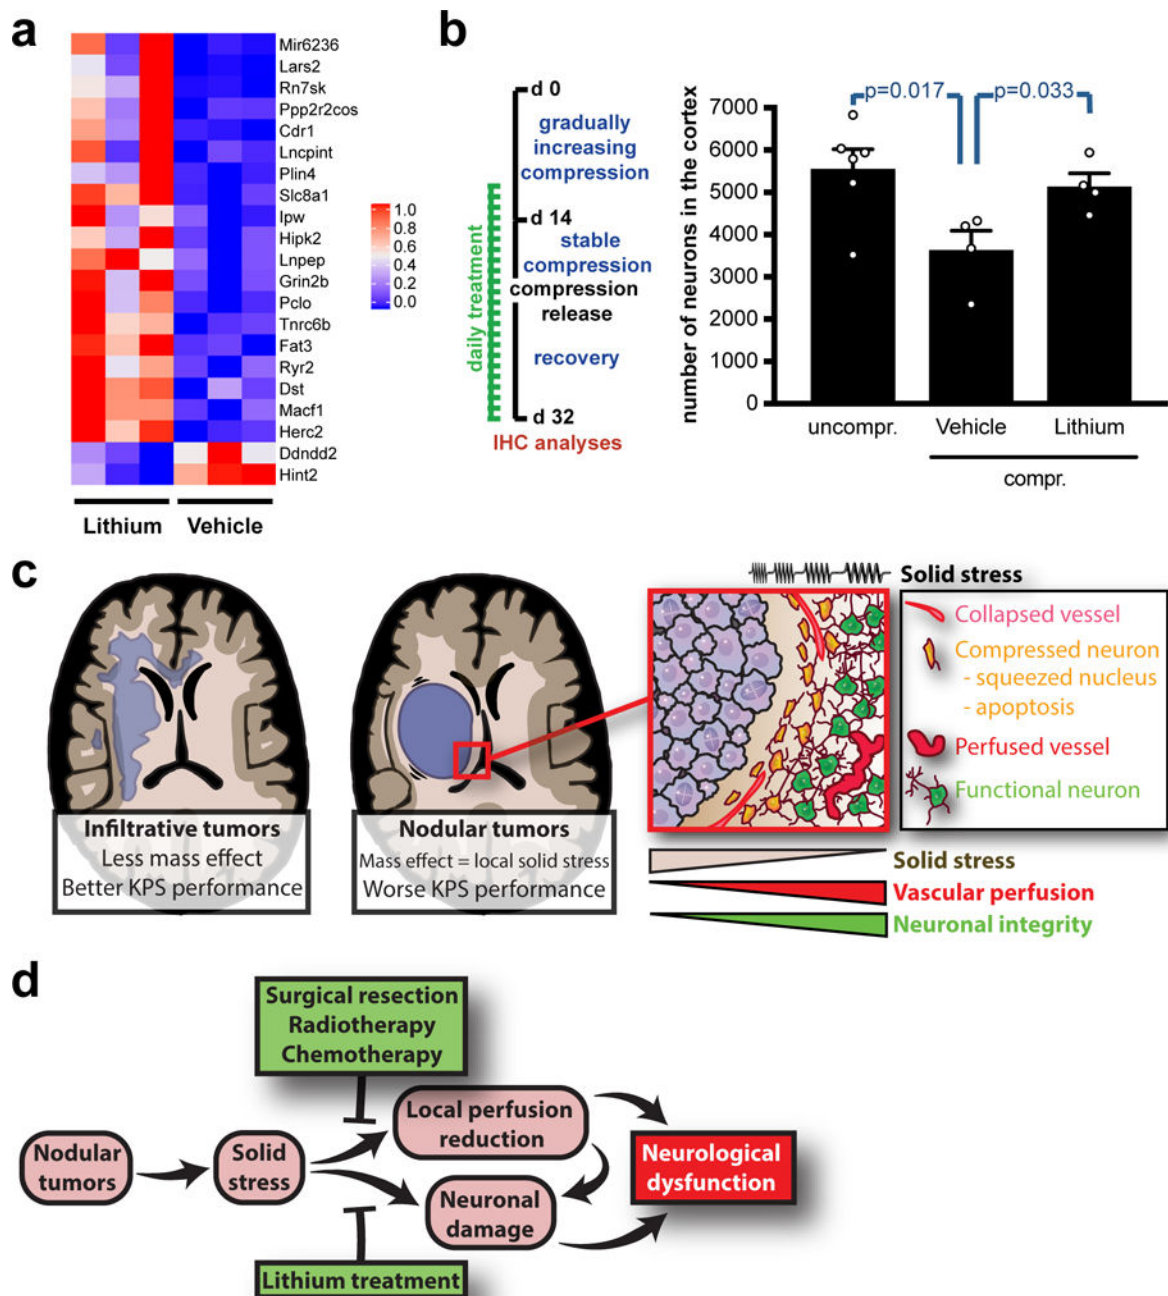 a
Mir6236
Lars2
Rn7sk
Ppp2r2cos
Cdr1
Lncpint
Plin4
Slc8a1
Ipw
Hipk2
Lnpep
Grin2b
Pclo
Tnrc6b
Fat3
Ryr2
Dst
Macf1
Herc2
Ddndd2
Hint2
1.0
0.8
0.6
0.4
0.2
0.0
Lithium
Vehicle
b
daily treatment
d 0
gradually
increasing
compression
d 14
stable
compression
compression
release
recovery
d 32
IHC analyses
number of neurons in the cortex
7000
6000
5000
4000
3000
2000
1000
0
p=0.017
p=0.033
uncompr.
Vehicle
Lithium
compr.
c
Infiltrative tumors
Less mass effect
Better KPS performance
Nodular tumors
Mass effect = local solid stress
Worse KPS performance
Solid stress
Collapsed vessel
Compressed neuron
- squeezed nucleus
- apoptosis
Perfused vessel
Functional neuron
Solid stress
Vascular perfusion
Neuronal integrity
d
Surgical resection
Radiotherapy
Chemotherapy
Nodular
tumors
Solid
stress
Local perfusion
reduction
Neuronal
damage
Neurological
dysfunction
Lithium treatment